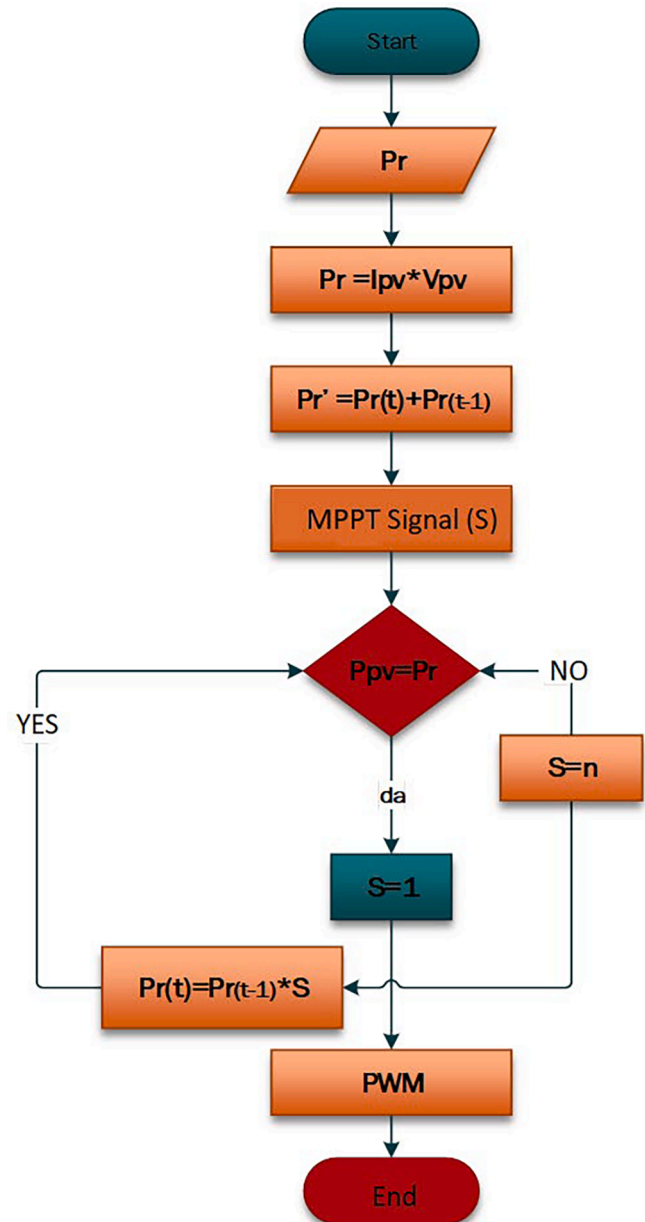 Start
Pr
Pr =Ipv*Vpv
Pr' =Pr(t)+Pr(t-1)
MPPT Signal (S)
Ppv=Pr
NO
YES
S=n
da
S=1
Pr(t)=Pr(t-1)*S
PWM
End